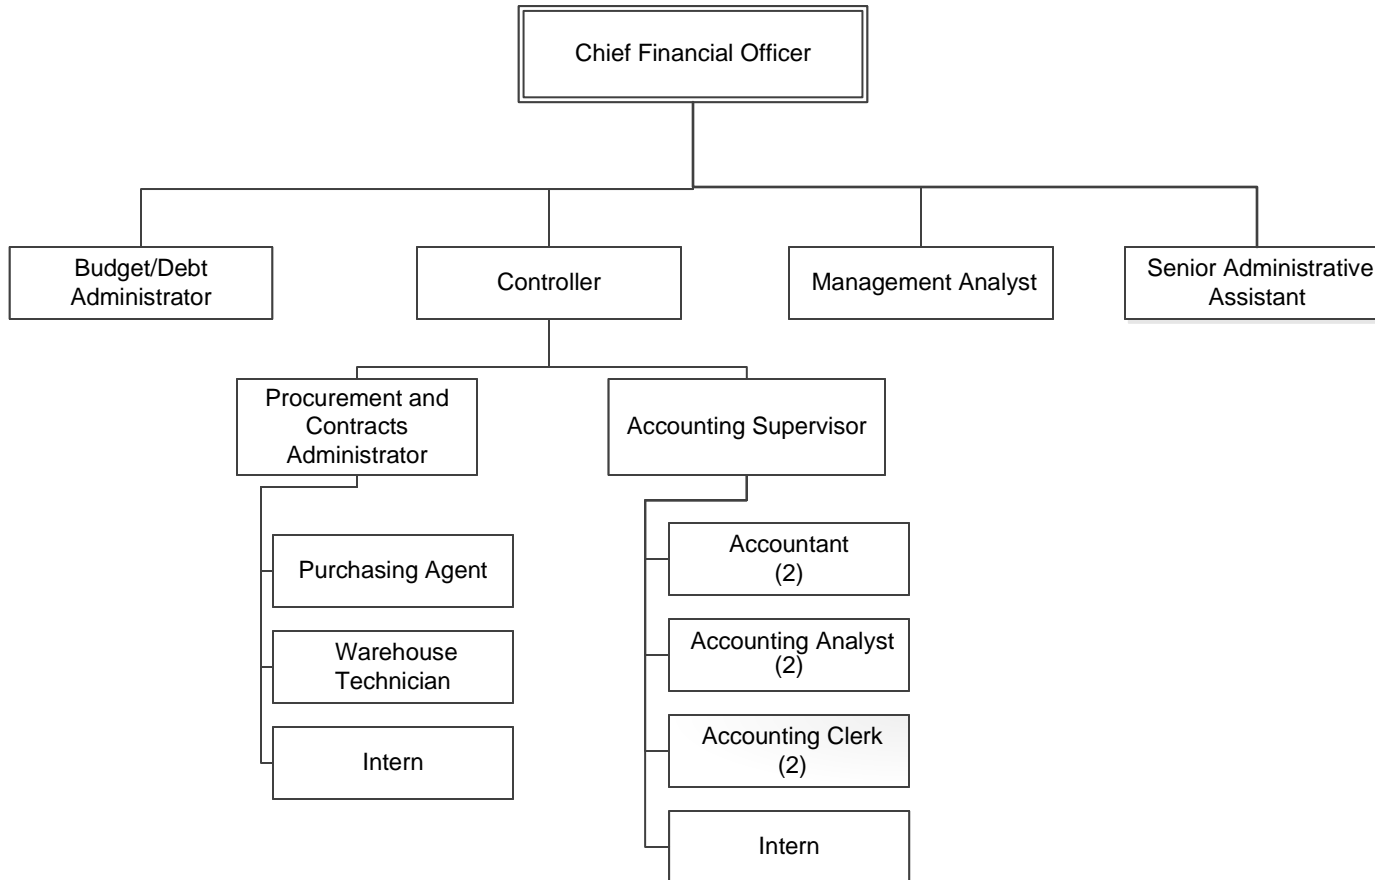 Chief Financial Officer
Budget/Debt
Administrator
Controller
Management Analyst
Senior Administrative
Assistant
Procurement and
Contracts
Administrator
Accounting Supervisor
Purchasing Agent
Warehouse
Technician
Intern
Accountant
(2)
Accounting Analyst
(2)
Accounting Clerk
(2)
Intern